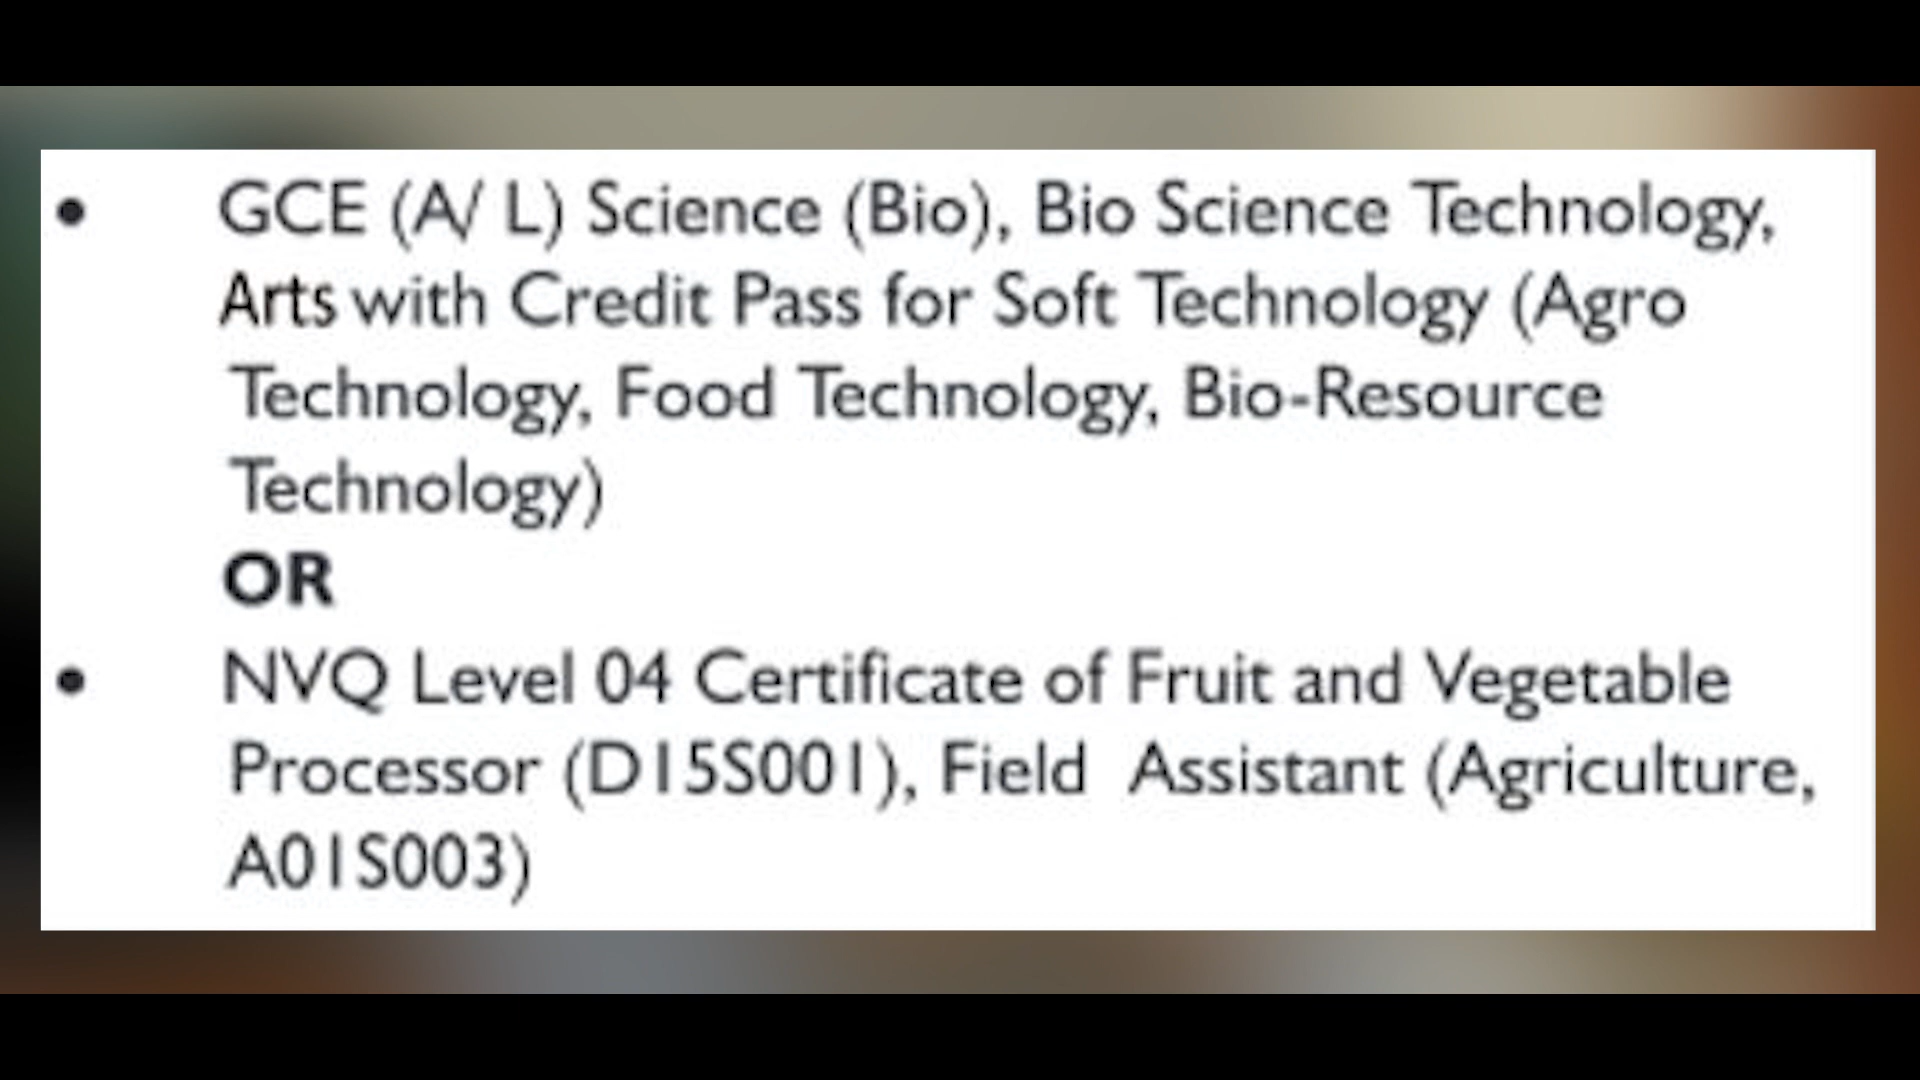 • GCE (A/ L) Science (Bio), Bio Science Technology,
Arts with Credit Pass for Soft Technology (Agro
Technology, Food Technology, Bio-Resource
Technology)
OR
• NVQ Level 04 Certificate of Fruit and Vegetable
Processor (D15S001), Field Assistant (Agriculture,
A01S003)